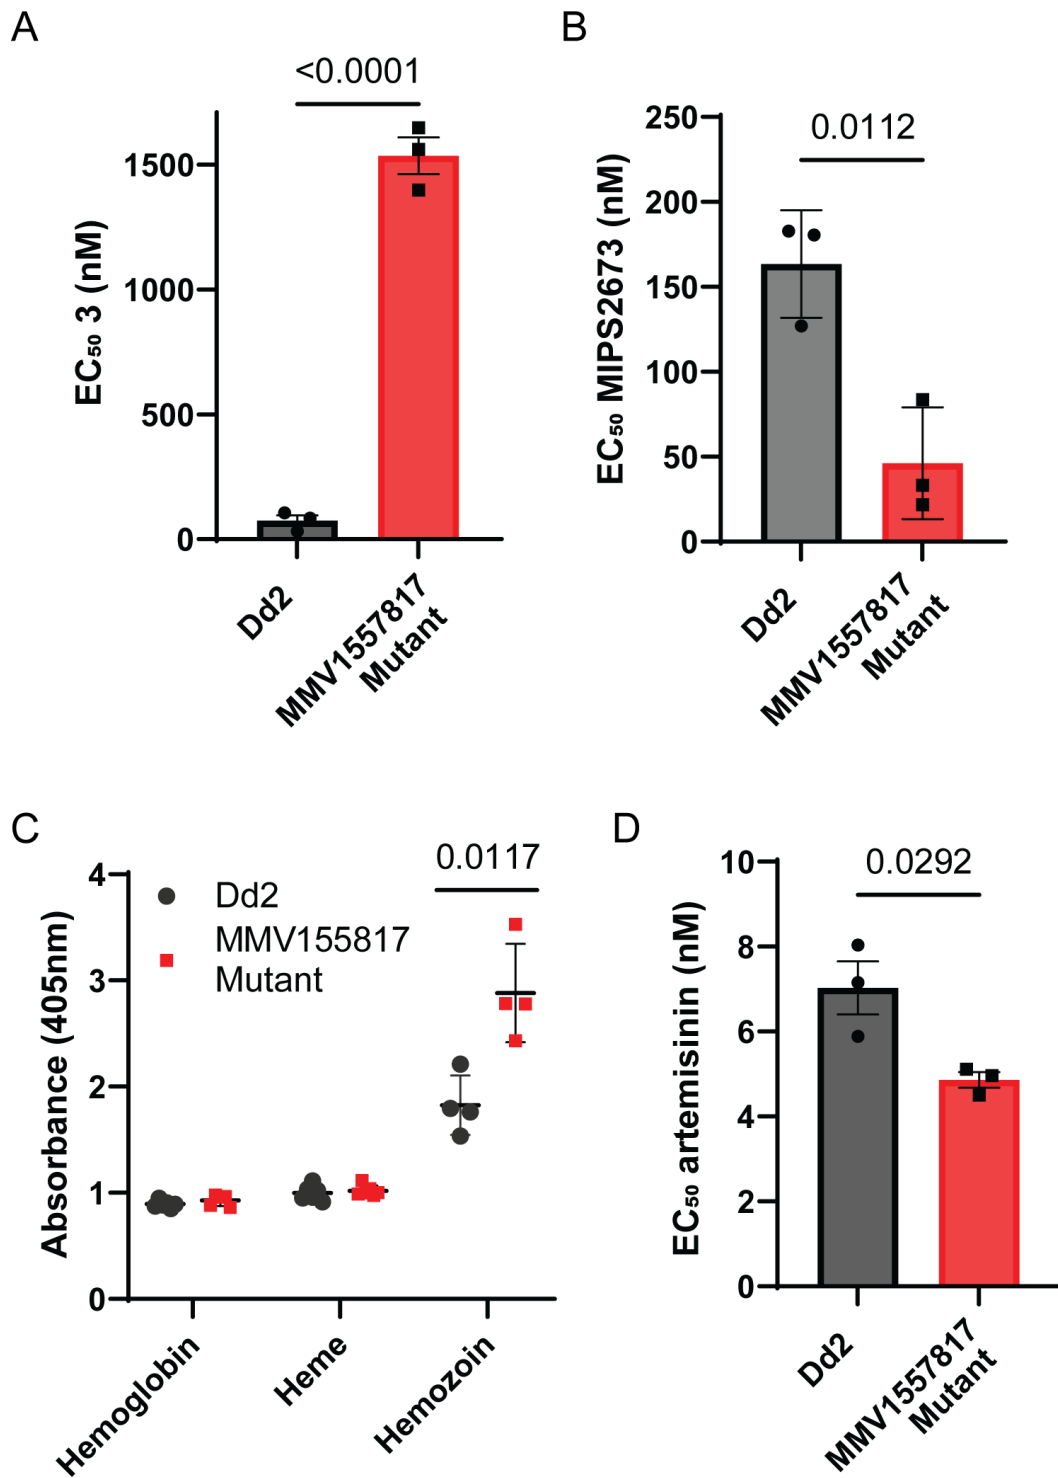 A
<0.0001
EC₅₀ 3 (nM)
1500
1000
500
0
Dd2
MMV1557817
Mutant
B
0.0112
EC₅₀ MIPS2673 (nM)
250
200
150
100
50
0
Dd2
MMV1557817
Mutant
C
0.0117
Dd2
MMV155817
Mutant
Absorbance (405nm)
4
3
2
1
0
Hemoglobin
Heme
Hemozoin
D
0.0292
EC₅₀ artemisinin (nM)
10
8
6
4
2
0
Dd2
MMV1557817
Mutant